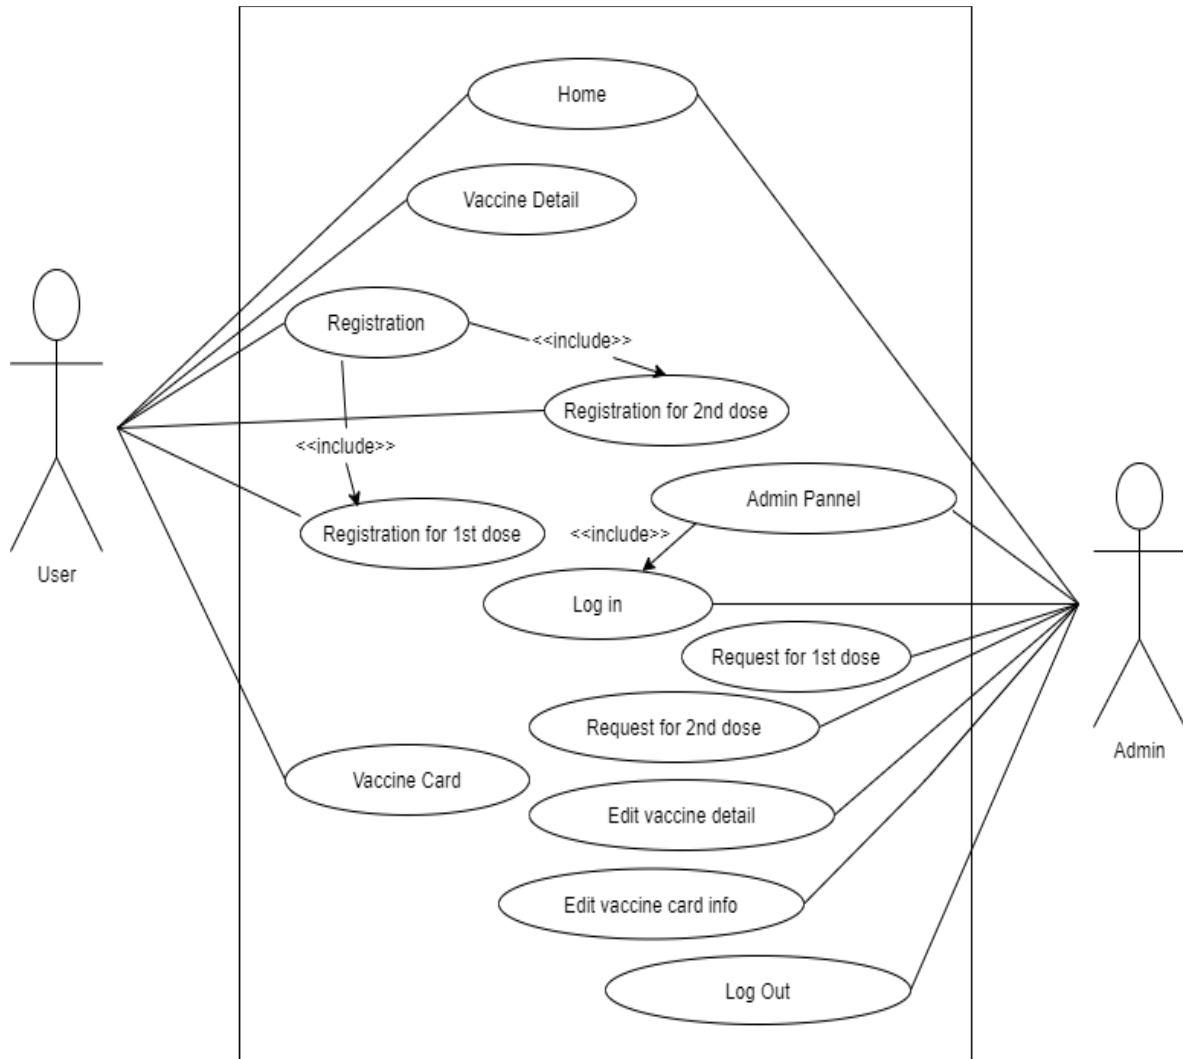 Home
Vaccine Detail
Registration
<<include>>
Registration for 2nd dose
<<include>>
Admin Pannel
Registration for 1st dose
<<include>>
User
Log in
Request for 1st dose
Request for 2nd dose
Admin
Vaccine Card
Edit vaccine detail
Edit vaccine card info
Log Out